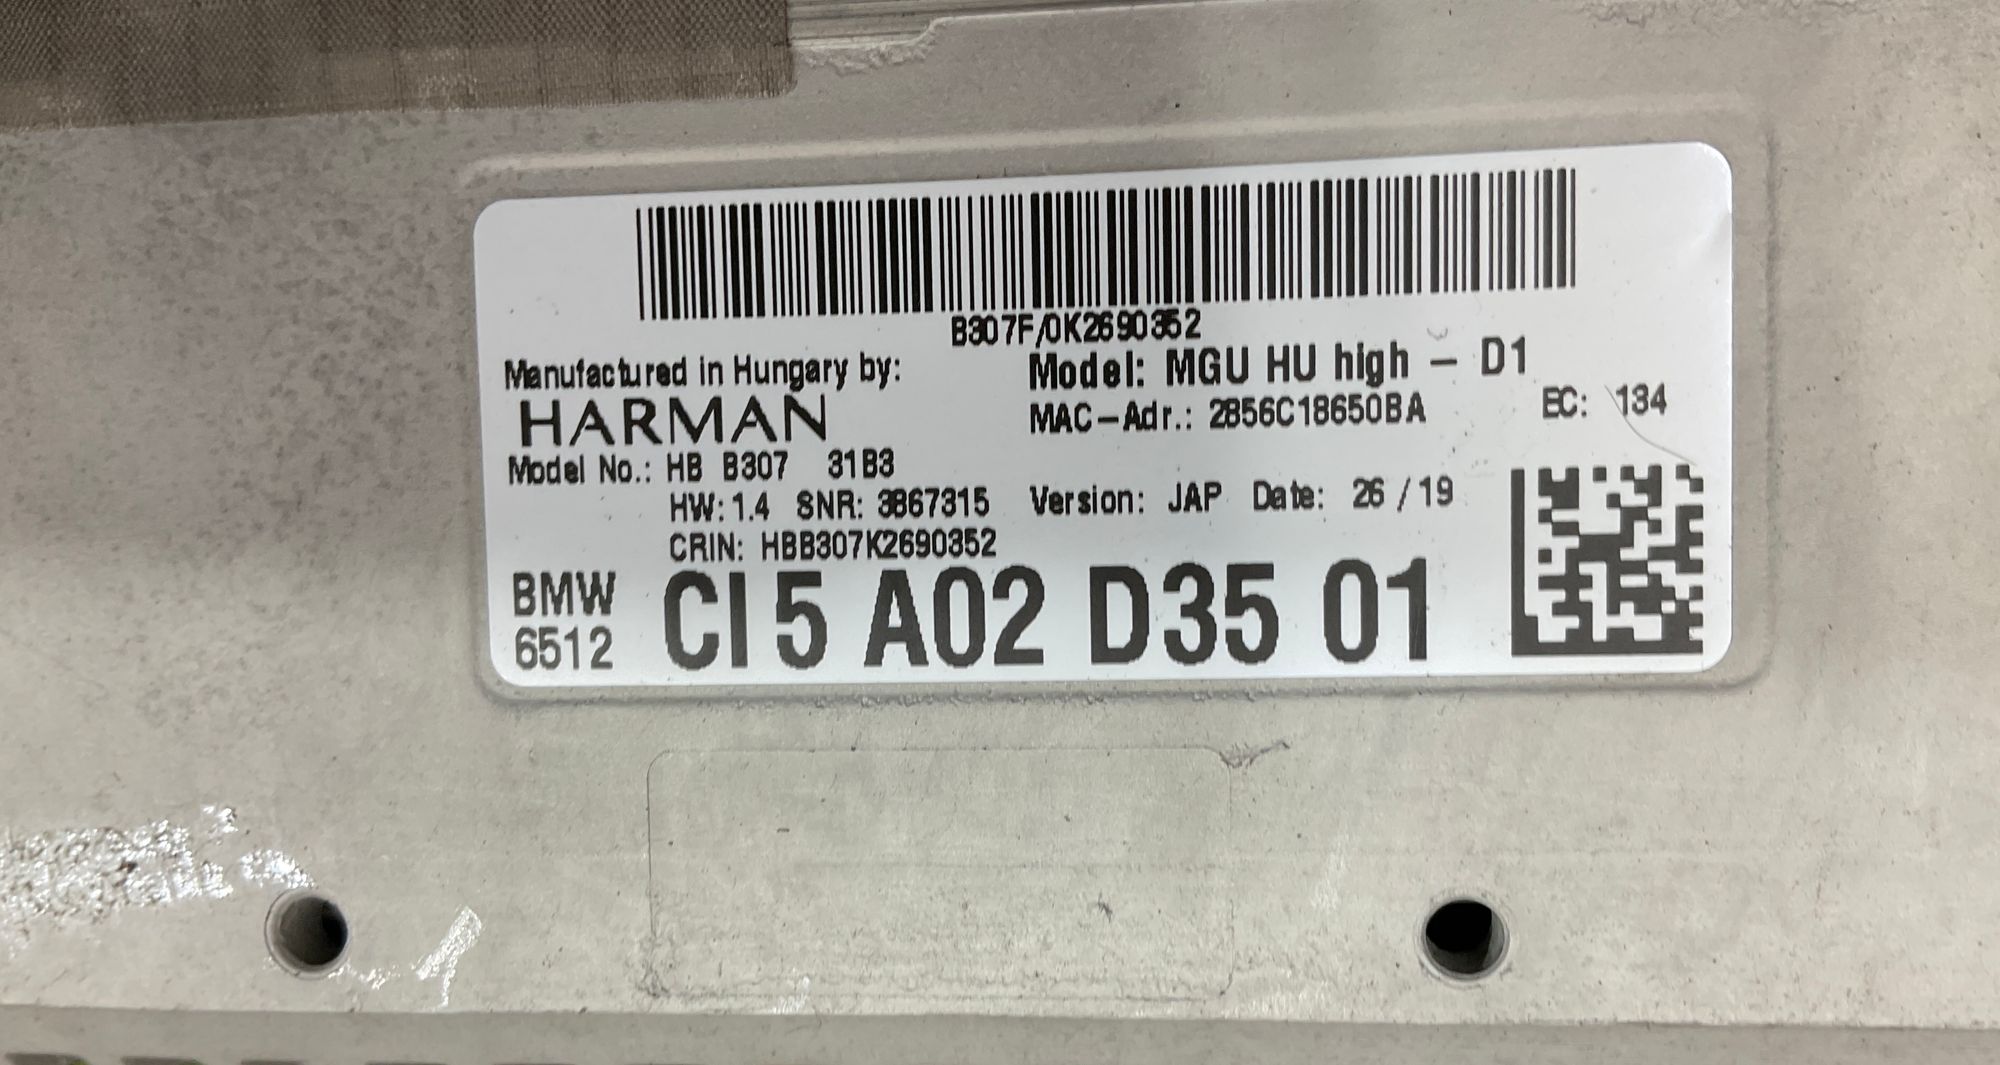 B307F/0K2690352
Manufactured in Hungary by:
HARMAN
Model: MGU HU high – D1
MAC–Adr.: 2856C18650BA
EC: 134
Model No.: HB B307 31B3
HW: 1.4 SNR: 3867315 Version: JAP Date: 26 / 19
CRIN: HBB307K2690352
BMW
6512
CI5 A02 D35 01